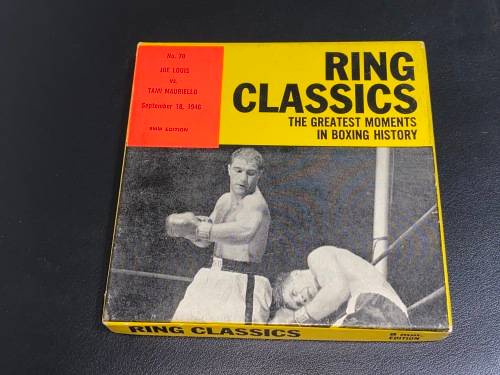 No. 70
JOE LOUIS
vs.
TAMI MAURIELLO
September 18, 1946
8MM EDITION
RING
CLASSICS
THE GREATEST MOMENTS
IN BOXING HISTORY
RING CLASSICS
8 mm
EDITION